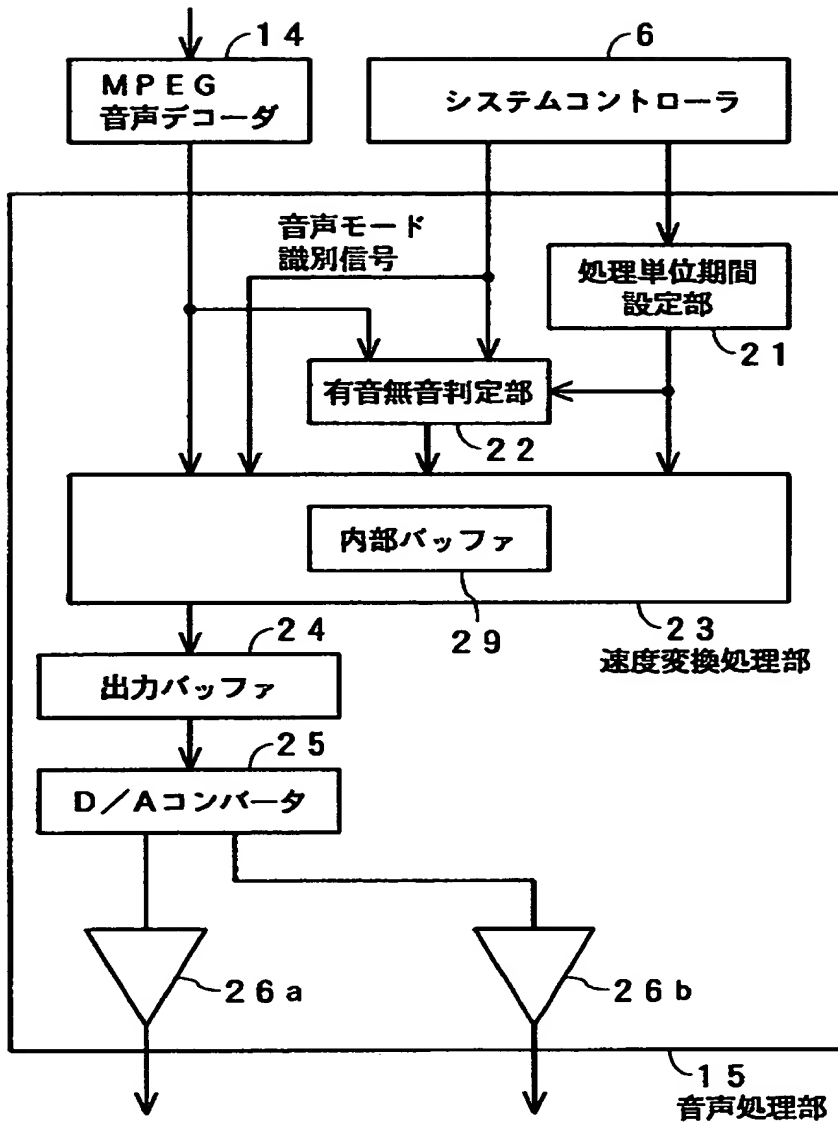 14
6
MPEG
音声デコーダ
システムコントローラ
音声モード
識別信号
処理単位期間
設定部
21
有音無音判定部
22
内部バッファ
29
23
速度変換処理部
24
出力バッファ
25
D/Aコンバータ
26a
26b
15
音声処理部